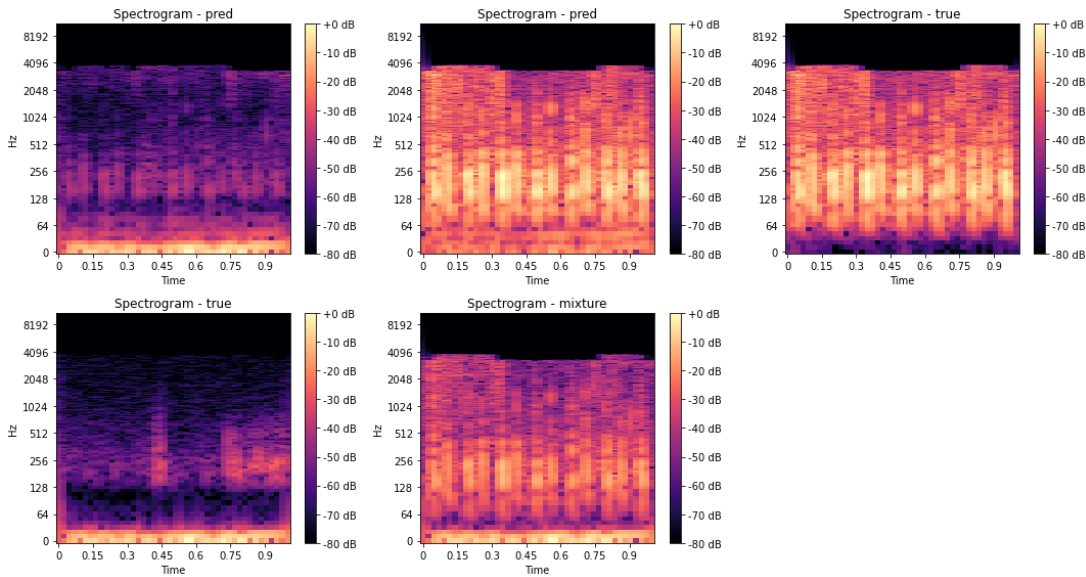 Spectrogram - pred
Hz
8192
4096
2048
1024
512
256
128
64
0
0 0.15 0.3 0.45 0.6 0.75 0.9
Time
+0 dB
-10 dB
-20 dB
-30 dB
-40 dB
-50 dB
-60 dB
-70 dB
-80 dB
Spectrogram - pred
Hz
8192
4096
2048
1024
512
256
128
64
0
0 0.15 0.3 0.45 0.6 0.75 0.9
Time
+0 dB
-10 dB
-20 dB
-30 dB
-40 dB
-50 dB
-60 dB
-70 dB
-80 dB
Spectrogram - true
Hz
8192
4096
2048
1024
512
256
128
64
0
0 0.15 0.3 0.45 0.6 0.75 0.9
Time
+0 dB
-10 dB
-20 dB
-30 dB
-40 dB
-50 dB
-60 dB
-70 dB
-80 dB
Spectrogram - true
Hz
8192
4096
2048
1024
512
256
128
64
0
0 0.15 0.3 0.45 0.6 0.75 0.9
Time
+0 dB
-10 dB
-20 dB
-30 dB
-40 dB
-50 dB
-60 dB
-70 dB
-80 dB
Spectrogram - mixture
Hz
8192
4096
2048
1024
512
256
128
64
0
0 0.15 0.3 0.45 0.6 0.75 0.9
Time
+0 dB
-10 dB
-20 dB
-30 dB
-40 dB
-50 dB
-60 dB
-70 dB
-80 dB